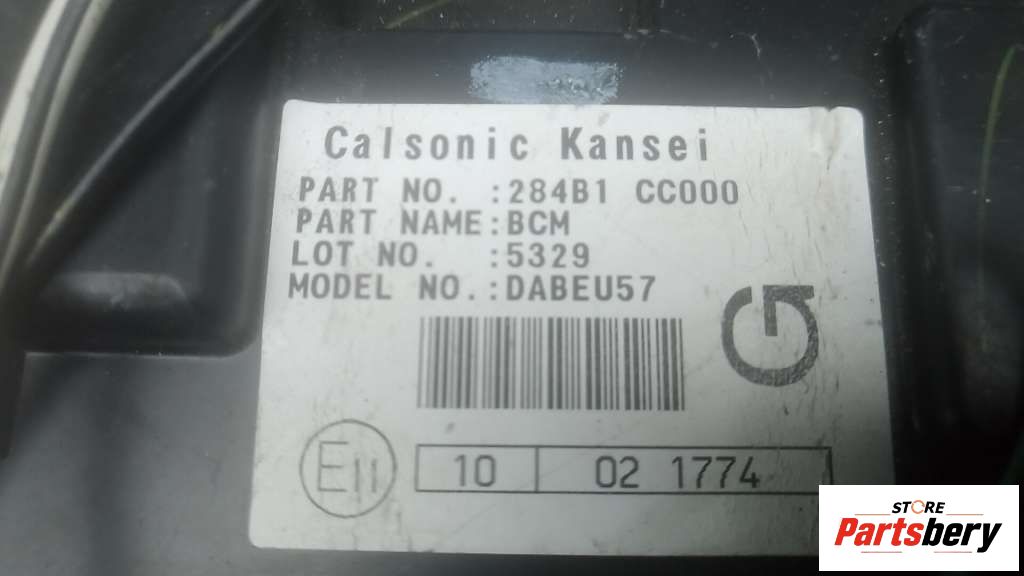 Calsonic Kansei
PART NO. :284B1 CC000
PART NAME:BCM
LOT NO. :5329
MODEL NO.:DABEU57
G
E11
10 02 1774
STORE
Partsbery